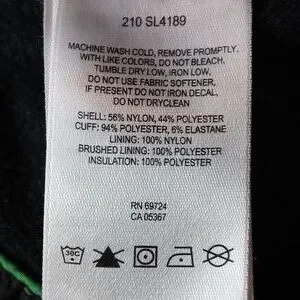 210 SL4189
MACHINE WASH COLD, REMOVE PROMPTLY.
WITH LIKE COLORS, DO NOT BLEACH.
TUMBLE DRY LOW, IRON LOW,
DO NOT USE FABRIC SOFTENER,
IF PRESENT DO NOT IRON DECAL,
DO NOT DRYCLEAN
SHELL: 56% NYLON, 44% POLYESTER
CUFF: 94% POLYESTER, 6% ELASTANE
LINING: 100% NYLON
BRUSHED LINING: 100% POLYESTER
INSULATION: 100% POLYESTER
RN 69724
CA 05367
30C